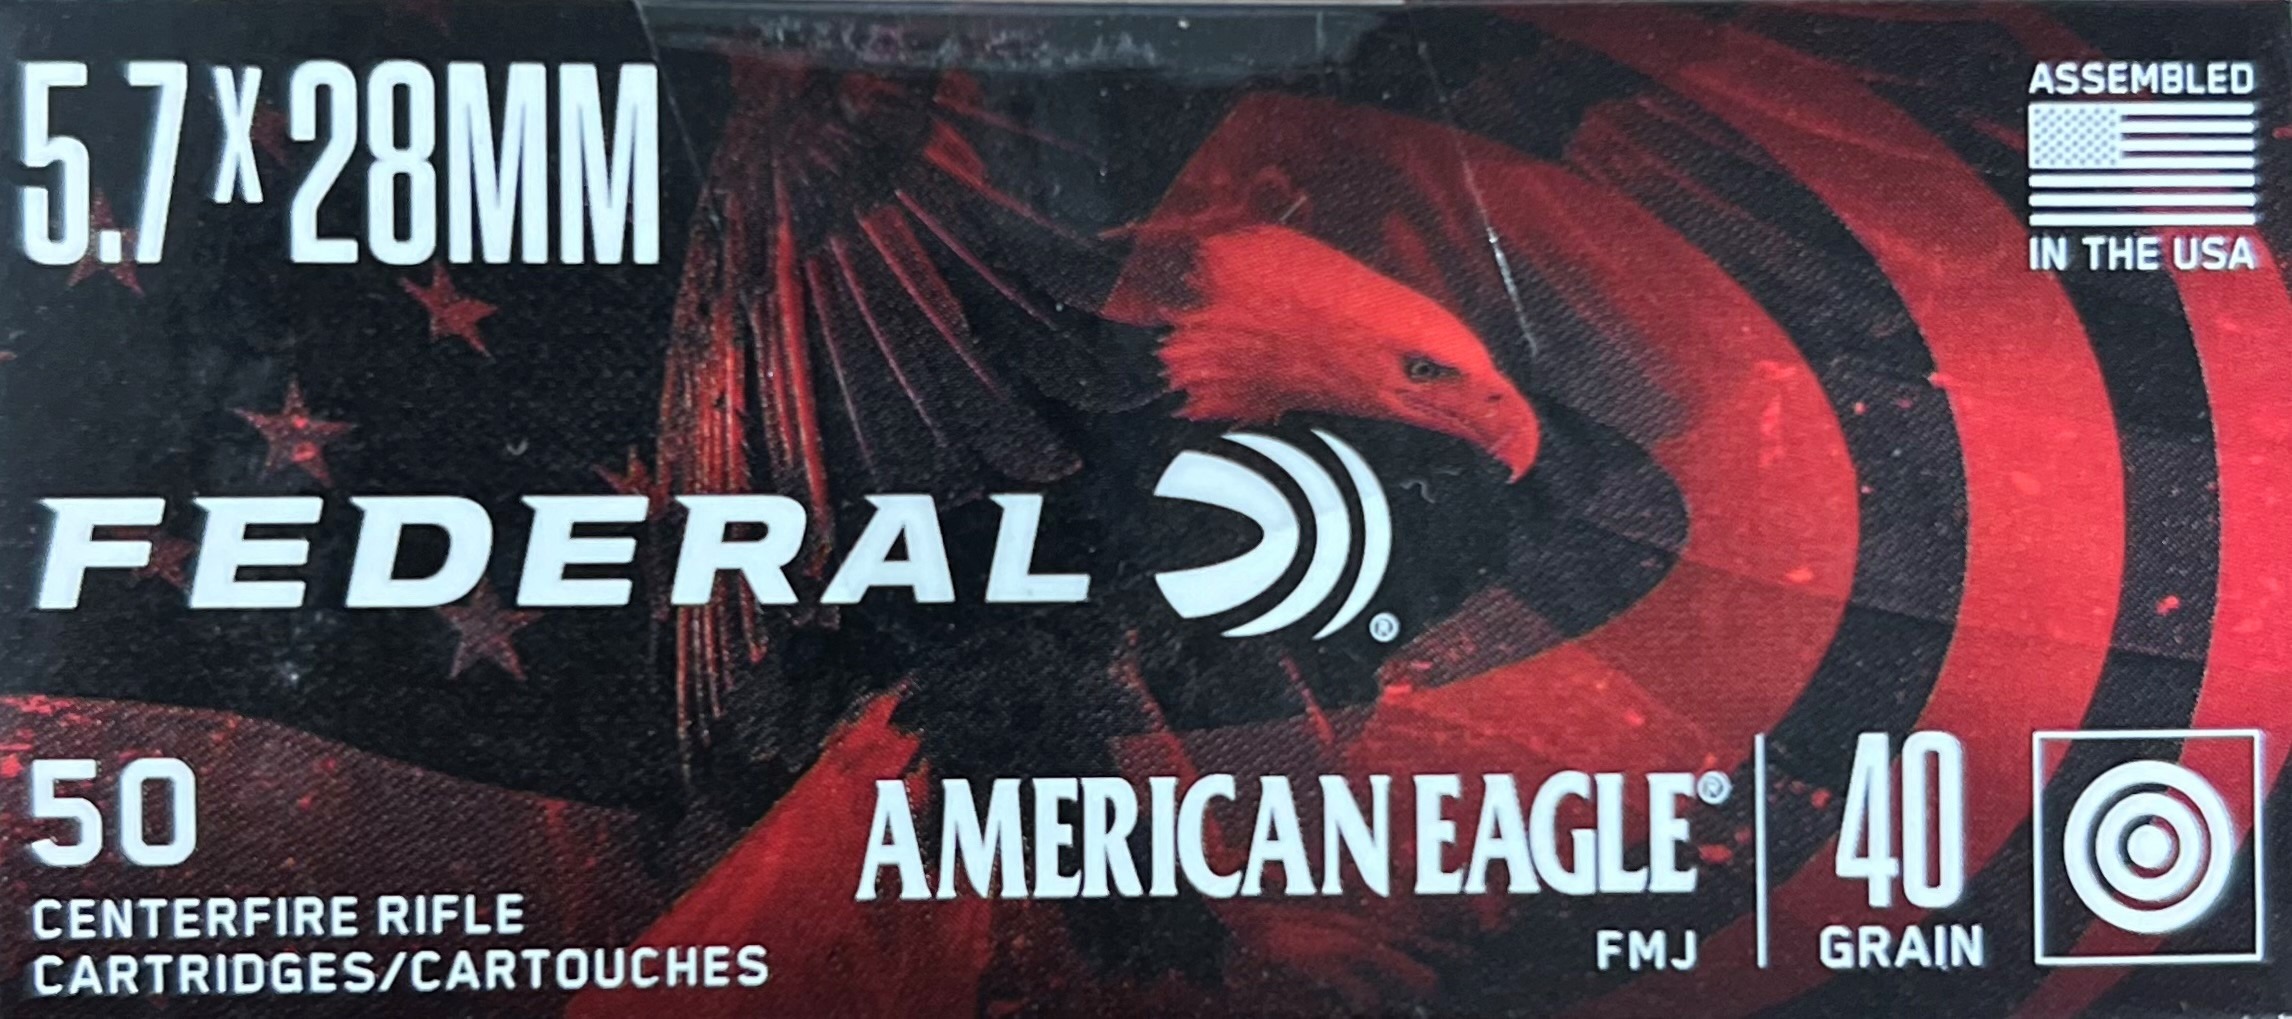 5.7X28MM
ASSEMBLED
IN THE USA
FEDERAL®
50
CENTERFIRE RIFLE
CARTRIDGES/CARTOUCHES
AMERICAN EAGLE®
FMJ
40
GRAIN